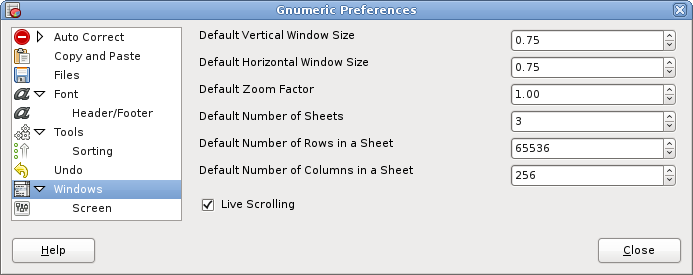 Gnumeric Preferences
Auto Correct
Copy and Paste
Files
Font
Header/Footer
Tools
Sorting
Undo
Windows
Screen
Default Vertical Window Size 0.75
Default Horizontal Window Size 0.75
Default Zoom Factor 1.00
Default Number of Sheets 3
Default Number of Rows in a Sheet 65536
Default Number of Columns in a Sheet 256
Live Scrolling
Help
Close